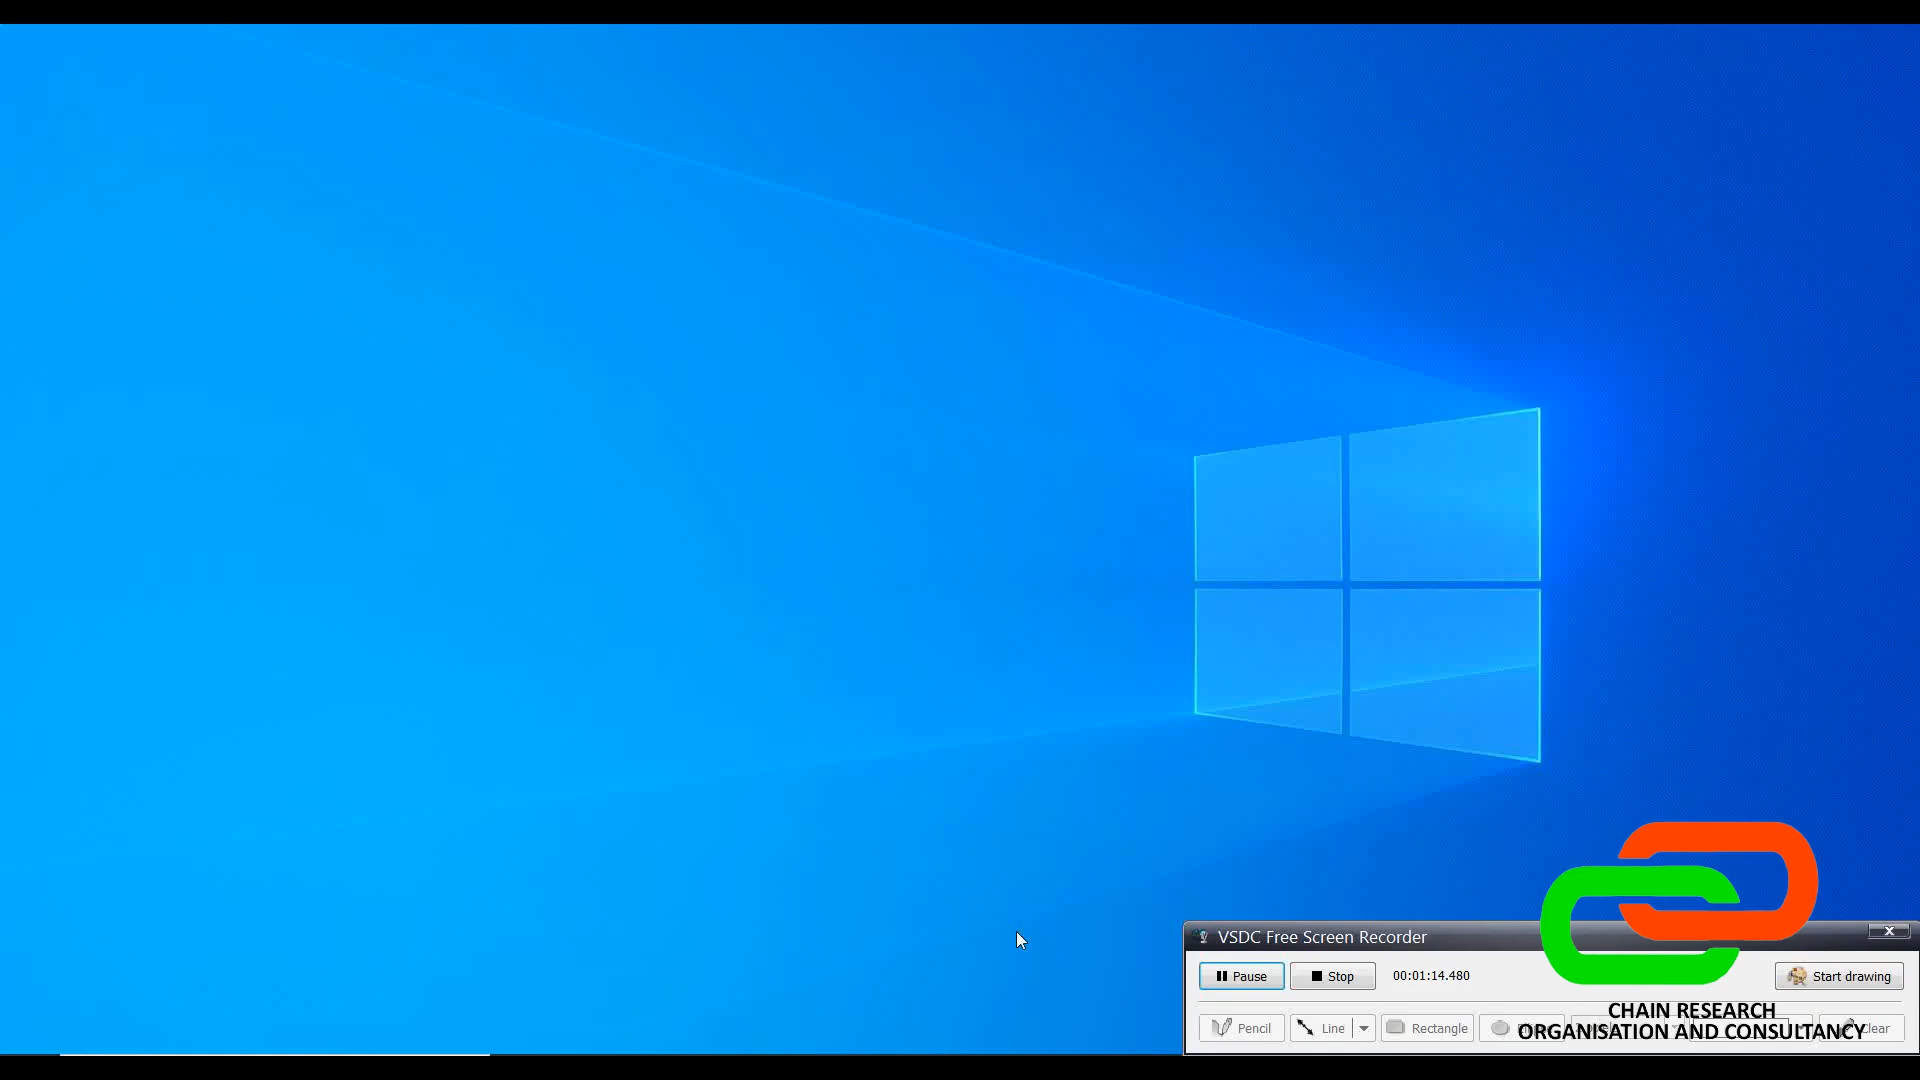 VSDC Free Screen Recorder
Pause
Stop
00:01:14.480
Start drawing
Pencil
Line
Rectangle
CHAIN RESEARCH
ORGANISATION AND CONSULTANCY